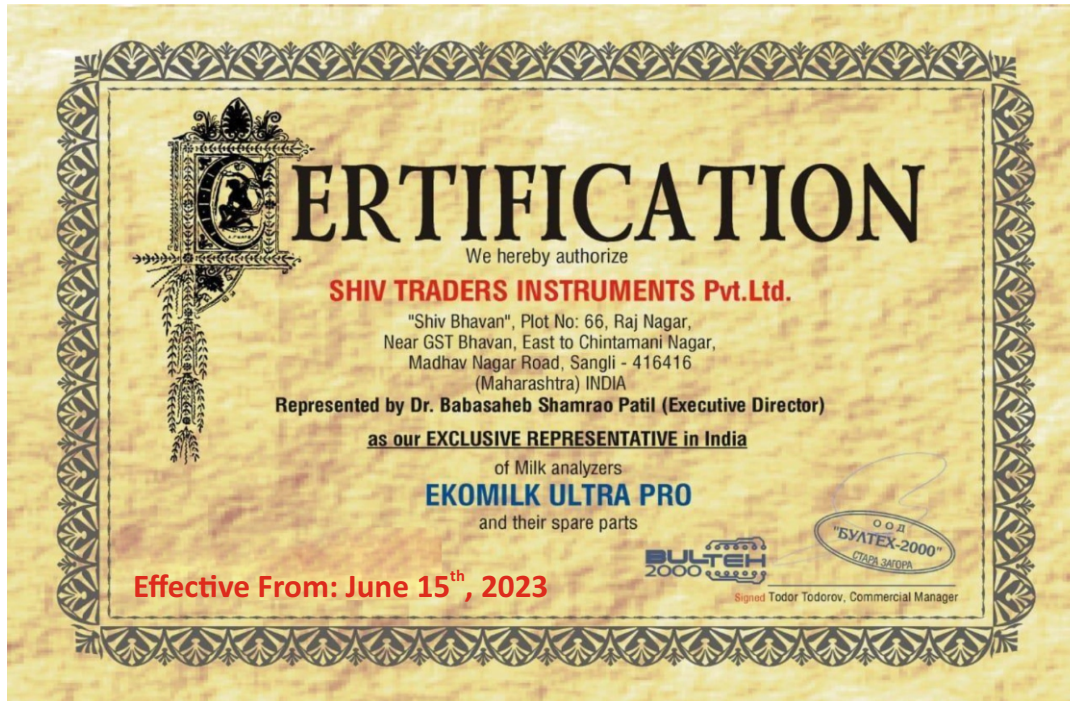 CERTIFICATION
We hereby authorize
SHIV TRADERS INSTRUMENTS Pvt.Ltd.
"Shiv Bhavan", Plot No: 66, Raj Nagar,
Near GST Bhavan, East to Chintamani Nagar,
Madhav Nagar Road, Sangli - 416416
(Maharashtra) INDIA
Represented by Dr. Babasaheb Shamrao Patil (Executive Director)
as our EXCLUSIVE REPRESENTATIVE in India
of Milk analyzers
EKOMILK ULTRA PRO
and their spare parts
ООД
"БУЛТЕХ-2000"
СТАРА ЗАГОРА
BULTEH
2000
Effective From: June 15th, 2023
Signed Todor Todorov, Commercial Manager